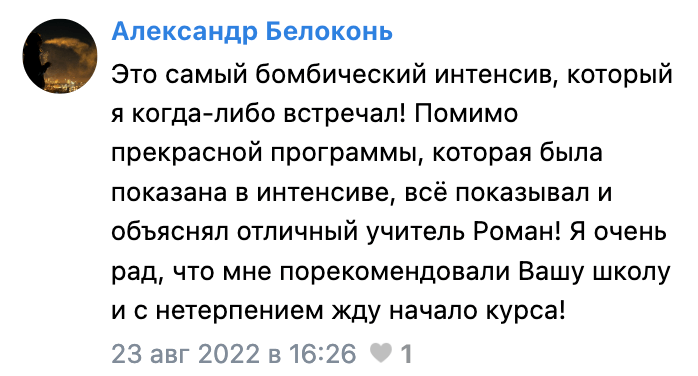 Александр Белоконь
Это самый бомбический интенсив, который
я когда-либо встречал! Помимо
прекрасной программы, которая была
показана в интенсиве, всё показывал и
объяснял отличный учитель Роман! Я очень
рад, что мне порекомендовали Вашу школу
и с нетерпением жду начало курса!
23 авг 2022 в 16:26 1